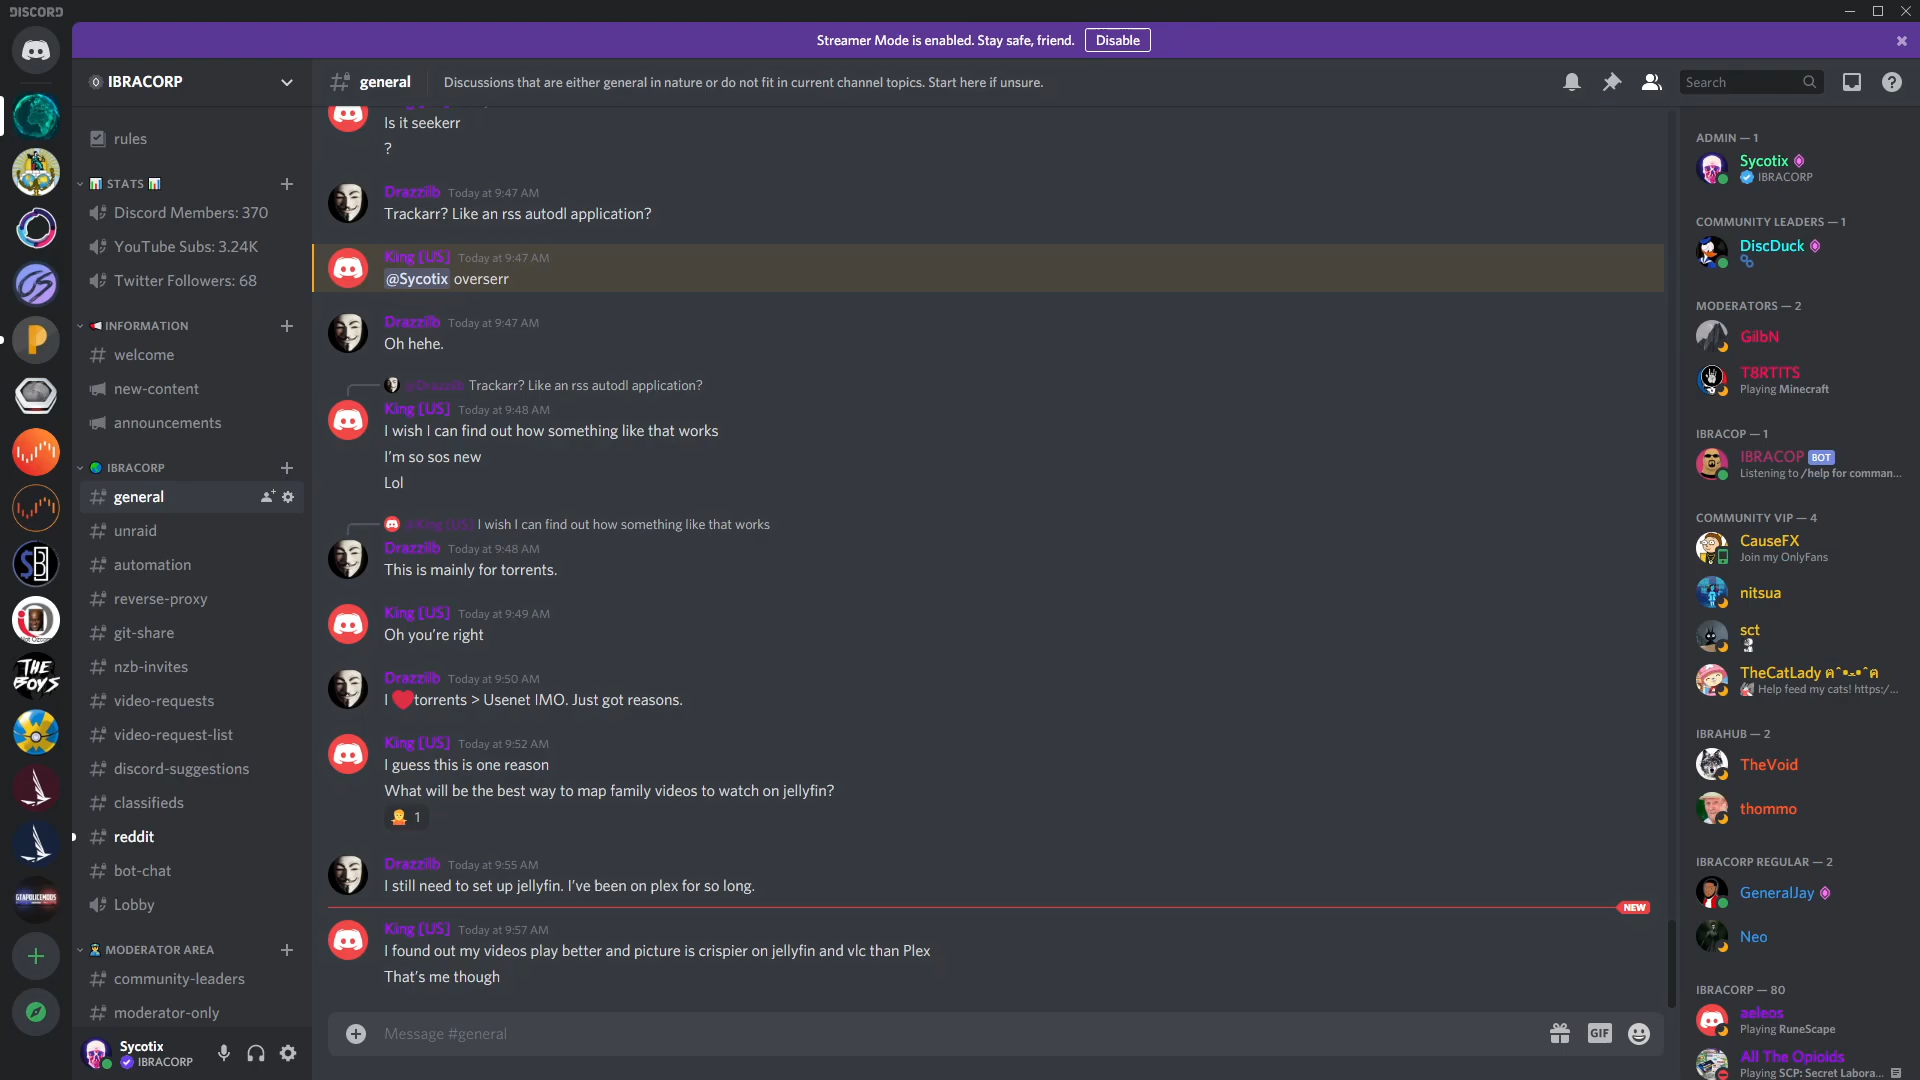 DISCORD
Streamer Mode is enabled. Stay safe, friend.
Disable
IBRACORP
general
Discussions that are either general in nature or do not fit in current channel topics. Start here if unsure.
Search
rules
STATS
Discord Members: 370
YouTube Subs: 3.24K
Twitter Followers: 68
INFORMATION
welcome
new-content
announcements
IBRACORP
general
unraid
automation
reverse-proxy
git-share
nzb-invites
video-requests
video-request-list
discord-suggestions
classifieds
reddit
bot-chat
Lobby
MODERATOR AREA
community-leaders
moderator-only
Sycotix
IBRACORP
THE BOYS
GTAPOLICEMODS
Is it seekerr
?
Drazzilb Today at 9:47 AM
Trackarr? Like an rss autodl application?
King [US] Today at 9:47 AM
@Sycotix overserr
Drazzilb Today at 9:47 AM
Oh hehe.
@Drazzilb Trackarr? Like an rss autodl application?
King [US] Today at 9:48 AM
I wish I can find out how something like that works
I'm so sos new
Lol
@King [US] I wish I can find out how something like that works
Drazzilb Today at 9:48 AM
This is mainly for torrents.
King [US] Today at 9:49 AM
Oh you're right
Drazzilb Today at 9:50 AM
I ❤️torrents > Usenet IMO. Just got reasons.
King [US] Today at 9:52 AM
I guess this is one reason
What will be the best way to map family videos to watch on jellyfin?
1
Drazzilb Today at 9:55 AM
I still need to set up jellyfin. I've been on plex for so long.
NEW
King [US] Today at 9:57 AM
I found out my videos play better and picture is crispier on jellyfin and vlc than Plex
That's me though
Message #general
GIF
ADMIN — 1
Sycotix
IBRACORP
COMMUNITY LEADERS — 1
DiscDuck
MODERATORS — 2
GilbN
T8RTITS
Playing Minecraft
IBRACOP — 1
IBRACOP BOT
Listening to /help for comman...
COMMUNITY VIP — 4
CauseFX
Join my OnlyFans
nitsua
sct
TheCatLady ฅ^•ﻌ•^ฅ
Help feed my cats! https:/...
IBRAHUB — 2
TheVoid
thommo
IBRACORP REGULAR — 2
GeneralJay
Neo
IBRACORP — 80
aeleos
Playing RuneScape
All The Opioids
Playing SCP: Secret Labora...